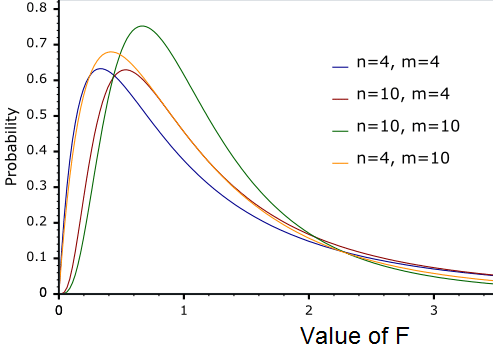 0.8
0.7
0.6
0.5
0.4
0.3
0.2
0.1
0
Probability
n=4, m=4
n=10, m=4
n=10, m=10
n=4, m=10
0 1 2 3
Value of F